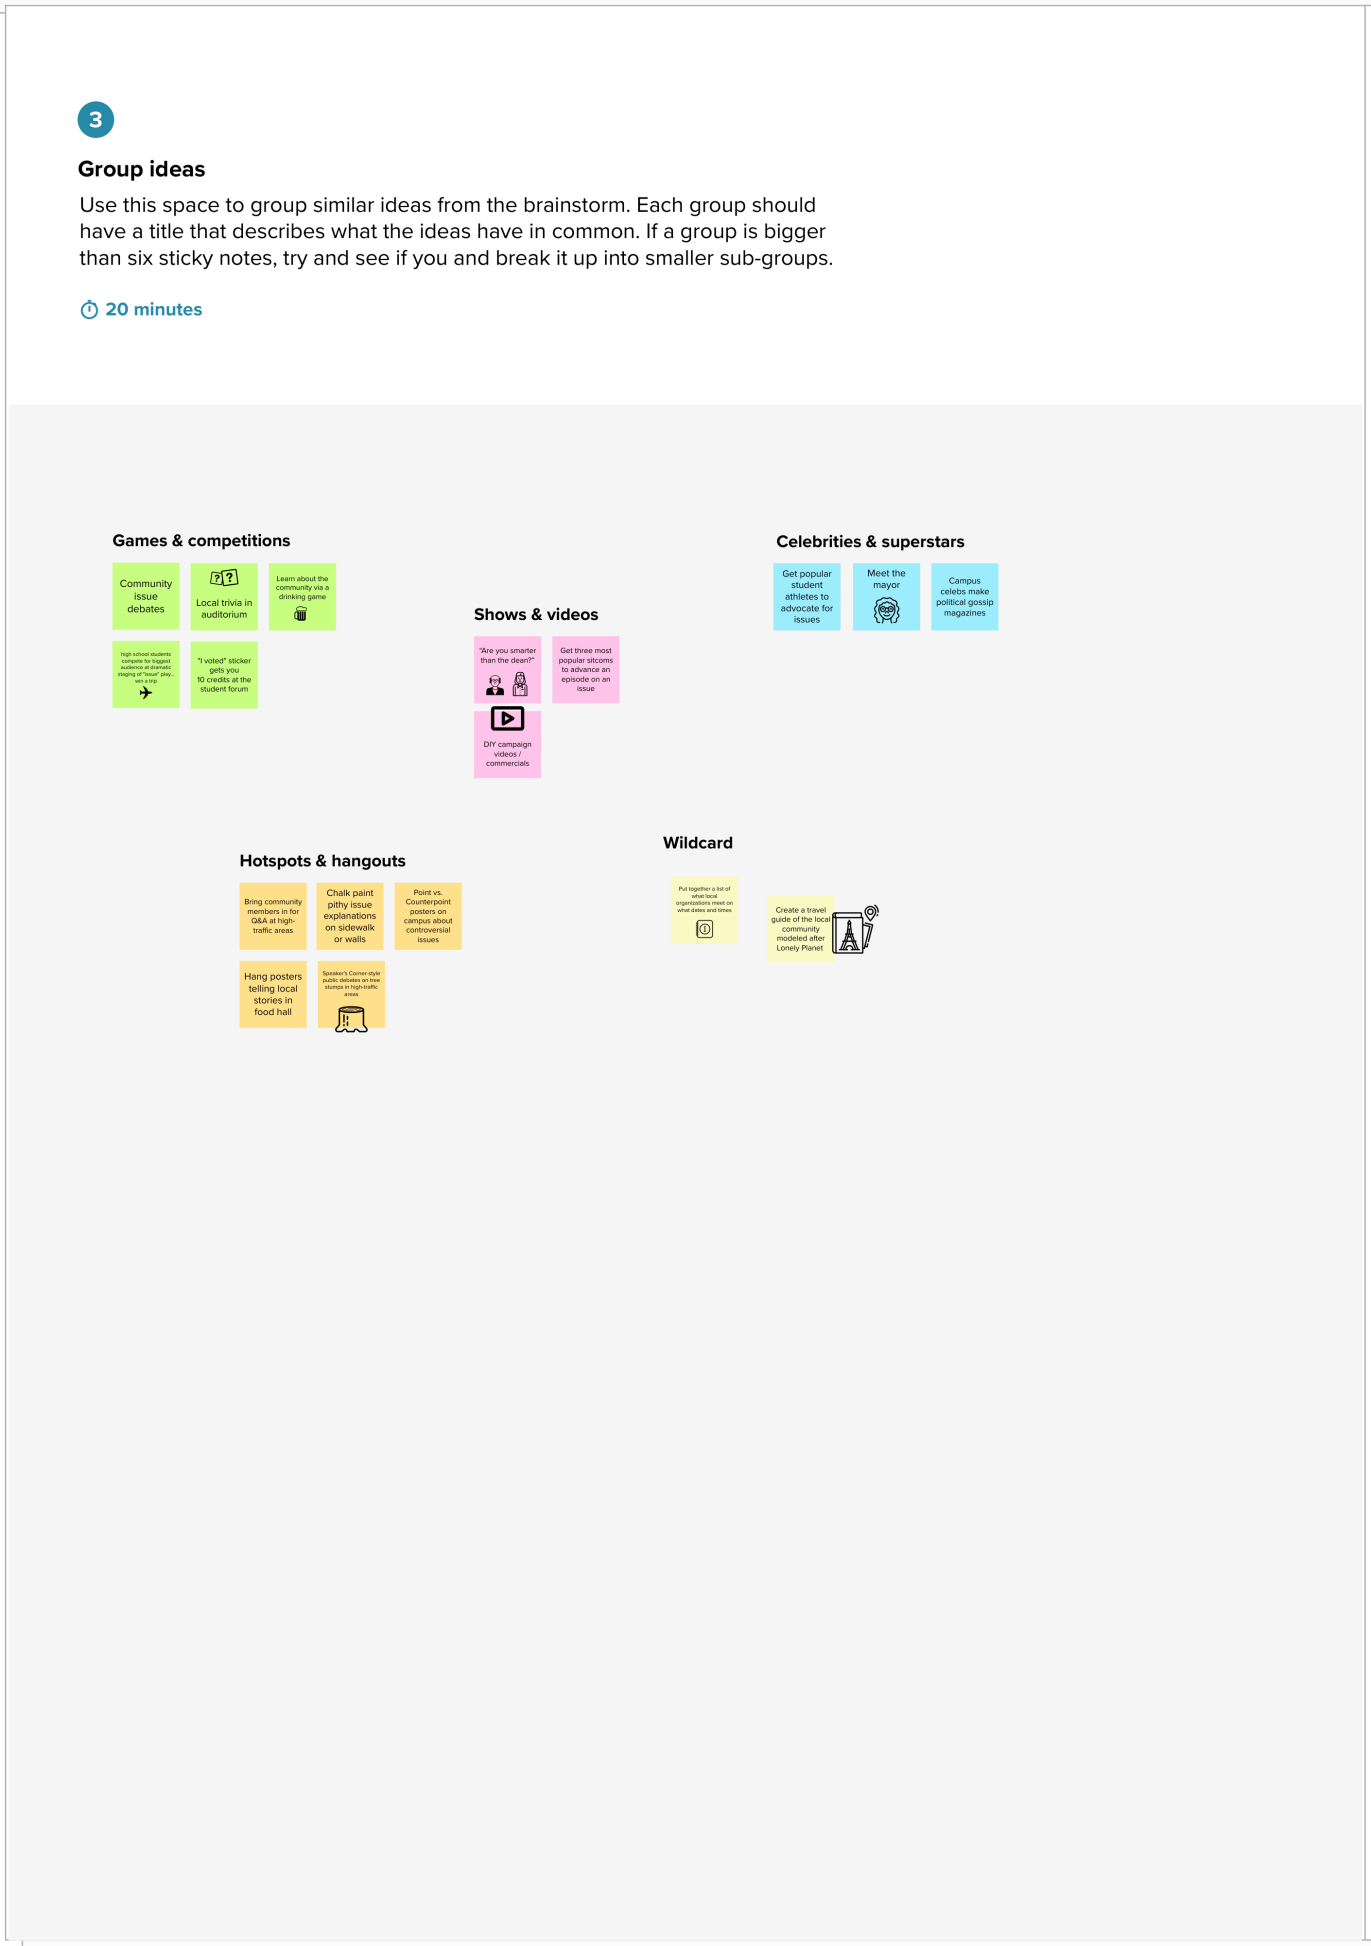 3
Group ideas
Use this space to group similar ideas from the brainstorm. Each group should
have a title that describes what the ideas have in common. If a group is bigger
than six sticky notes, try and see if you and break it up into smaller sub-groups.
20 minutes
Games & competitions
Community
issue
debates
? ?
Local trivia in
auditorium
Learn about the
community via a
drinking game
high school students
compete for biggest
audience at dramatic
staging of "issue" play...
win a trip
"I voted" sticker
gets you
10 credits at the
student forum
Shows & videos
"Are you smarter
than the dean?"
Get three most
popular sitcoms
to advance an
episode on an
issue
DIY campaign
videos /
commercials
Celebrities & superstars
Get popular
student
athletes to
advocate for
issues
Meet the
mayor
Campus
celebs make
political gossip
magazines
Hotspots & hangouts
Bring community
members in for
Q&A at high-
traffic areas
Chalk paint
pithy issue
explanations
on sidewalk
or walls
Point vs.
Counterpoint
posters on
campus about
controversial
issues
Hang posters
telling local
stories in
food hall
Speaker's Corner-style
public debates on tree
stumps in high-traffic
areas
Wildcard
Put together a list of
what local
organizations meet on
what dates and times
Create a travel
guide of the local
community
modeled after
Lonely Planet